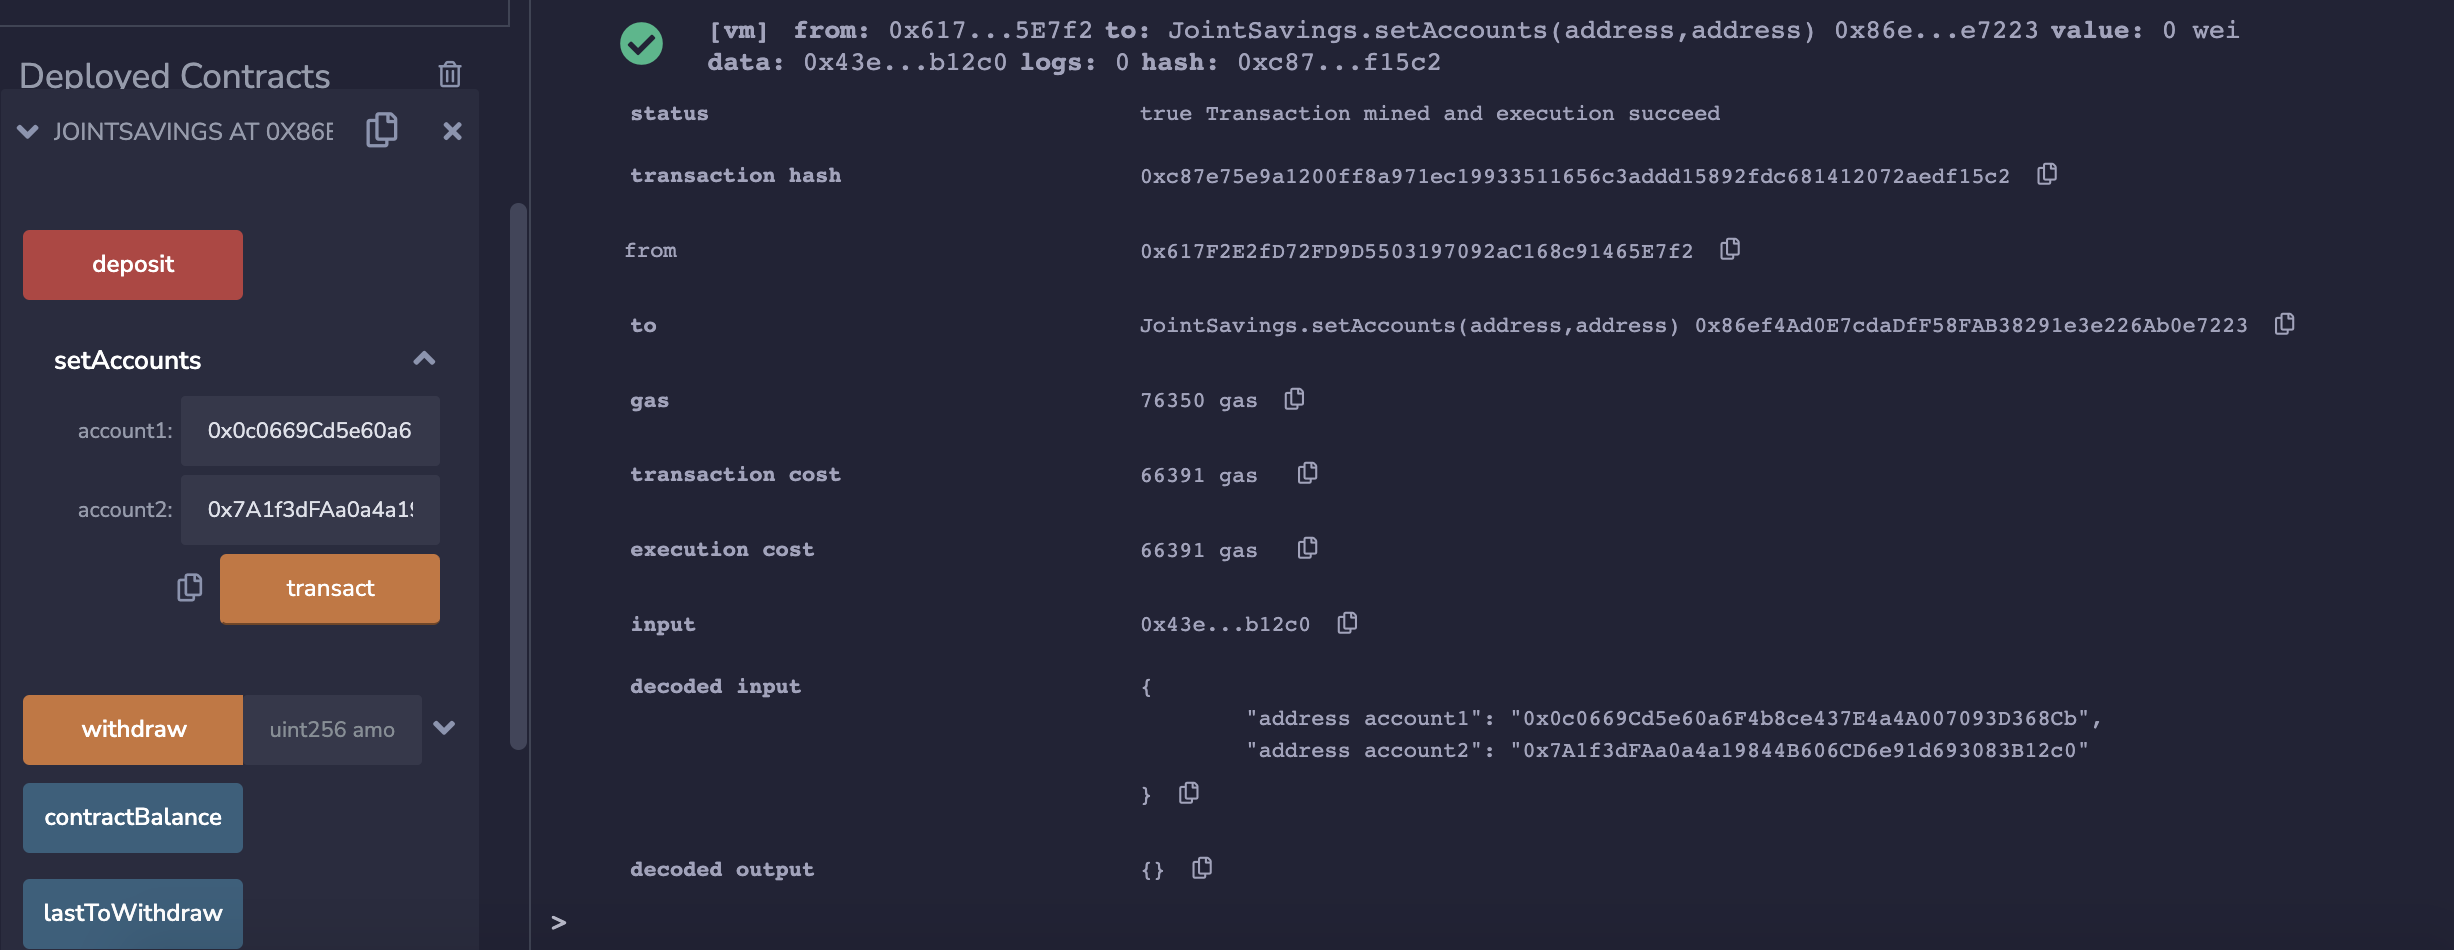 Deployed Contracts
JOINTSAVINGS AT 0X86E
deposit
setAccounts
account1: 0x0c0669Cd5e60a6
account2: 0x7A1f3dFAa0a4a19
transact
withdraw uint256 amo
contractBalance
lastToWithdraw
[vm] from: 0x617...5E7f2 to: JointSavings.setAccounts(address,address) 0x86e...e7223 value: 0 wei
data: 0x43e...b12c0 logs: 0 hash: 0xc87...f15c2
status true Transaction mined and execution succeed
transaction hash 0xc87e75e9a1200ff8a971ec19933511656c3addd15892fdc681412072aedf15c2
from 0x617F2E2fD72FD9D5503197092aC168c91465E7f2
to JointSavings.setAccounts(address,address) 0x86ef4Ad0E7cdaDfF58FAB38291e3e226Ab0e7223
gas 76350 gas
transaction cost 66391 gas
execution cost 66391 gas
input 0x43e...b12c0
decoded input {
"address account1": "0x0c0669Cd5e60a6F4b8ce437E4a4A007093D368Cb",
"address account2": "0x7A1f3dFAa0a4a19844B606CD6e91d693083B12c0"
}
decoded output {}
>